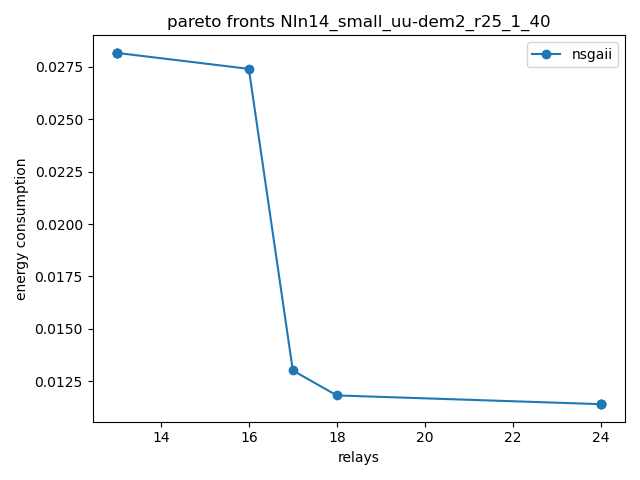 pareto fronts NIn14_small_uu-dem2_r25_1_40
nsgaii
0.0275
0.0250
0.0225
0.0200
0.0175
0.0150
0.0125
energy consumption
14 16 18 20 22 24
relays